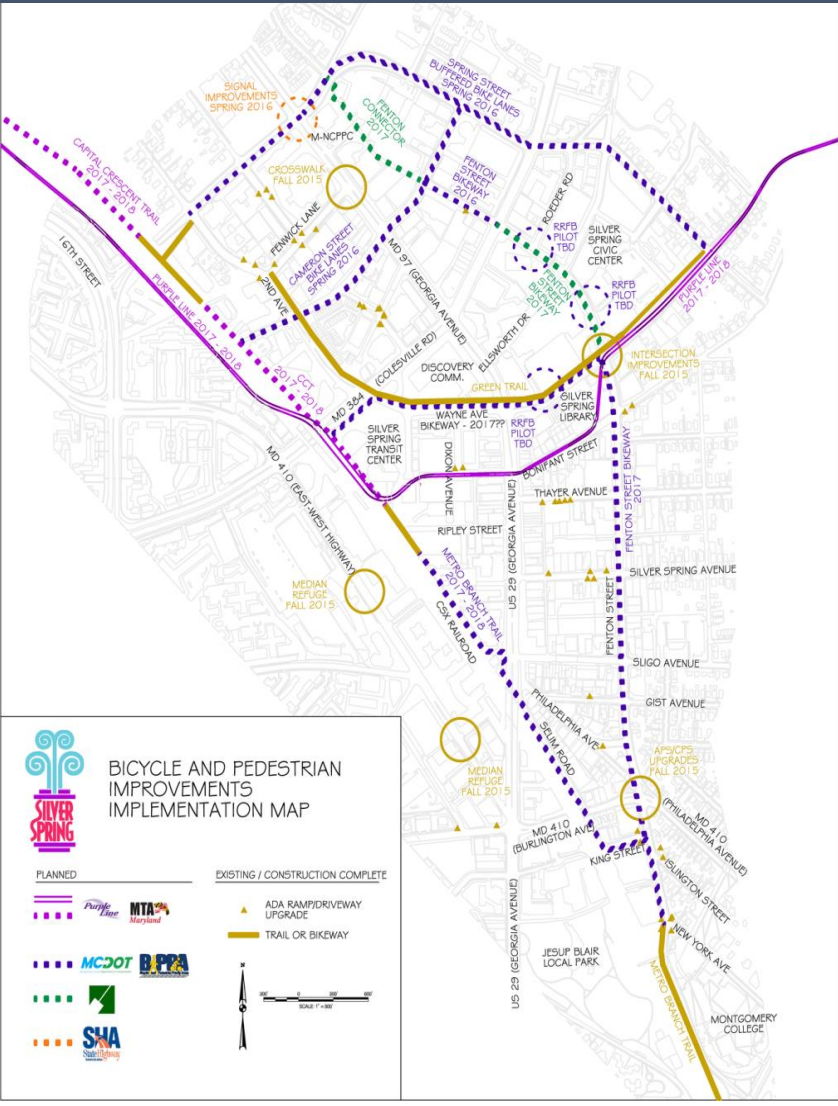 SIGNAL
IMPROVEMENTS
SPRING 2016
SPRING STREET
BUFFERED BIKE LANES
SPRING 2016
FENTON
CONNECTOR
2017
M-NCPPC
CAPITAL CRESCENT TRAIL
2017 - 2018
CROSSWALK
FALL 2015
FENTON
STREET
BIKEWAY
2016
ROEDER RD
FENWICK LANE
RRFB
PILOT
TBD
SILVER
SPRING
CIVIC
CENTER
16TH STREET
CAMERON STREET
BIKE LANES
SPRING 2016
MD 97 (GEORGIA AVENUE)
2ND AVE
FENTON
STREET
BIKEWAY
2017
RRFB
PILOT
TBD
PURPLE LINE
2017 - 2018
PURPLE LINE 2017 - 2018
ELLSWORTH DR
INTERSECTION
IMPROVEMENTS
FALL 2015
CCT
2017 - 2018
MD 384
(COLESVILLE RD)
DISCOVERY
COMM.
GREEN TRAIL
WAYNE AVE
BIKEWAY - 2017??
RRFB
PILOT
TBD
SILVER
SPRING
LIBRARY
SILVER
SPRING
TRANSIT
CENTER
MD 410 (EAST-WEST HIGHWAY)
DIXON AVENUE
BONIFANT STREET
FENTON STREET BIKEWAY
2017
THAYER AVENUE
US 29 (GEORGIA AVENUE)
RIPLEY STREET
METRO BRANCH TRAIL
2017 - 2018
SILVER SPRING AVENUE
MEDIAN
REFUGE
FALL 2015
CSX RAILROAD
FENTON STREET
SLIGO AVENUE
GIST AVENUE
PHILADELPHIA AVE
SELIM ROAD
MEDIAN
REFUGE
FALL 2015
APS/CPS
UPGRADES
FALL 2015
MD 410
(PHILADELPHIA AVENUE)
MD 410
(BURLINGTON AVE)
KING STREET
ISLINGTON STREET
US 29 (GEORGIA AVENUE)
JESUP BLAIR
LOCAL PARK
NEW YORK AVE
METRO BRANCH TRAIL
MONTGOMERY
COLLEGE
SILVER
SPRING
BICYCLE AND PEDESTRIAN
IMPROVEMENTS
IMPLEMENTATION MAP
PLANNED
EXISTING / CONSTRUCTION COMPLETE
Purple Line
MTA
Maryland
ADA RAMP/DRIVEWAY
UPGRADE
TRAIL OR BIKEWAY
MCDOT
SHA
State Highway
SCALE: 1" = 300'